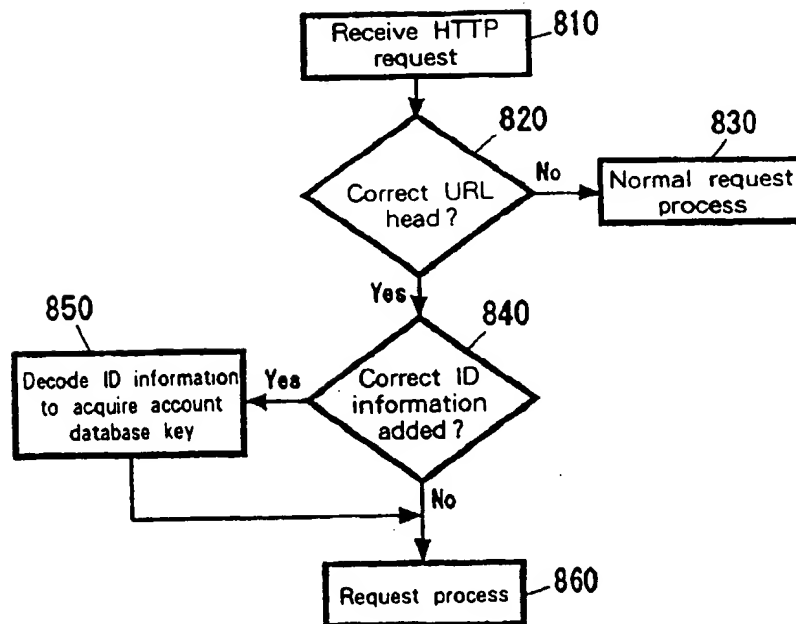 Receive HTTP
request
810
820
Correct URL
head?
No
830
Normal request
process
Yes
840
Correct ID
information
added?
Yes
850
Decode ID information
to acquire account
database key
No
Request process
860